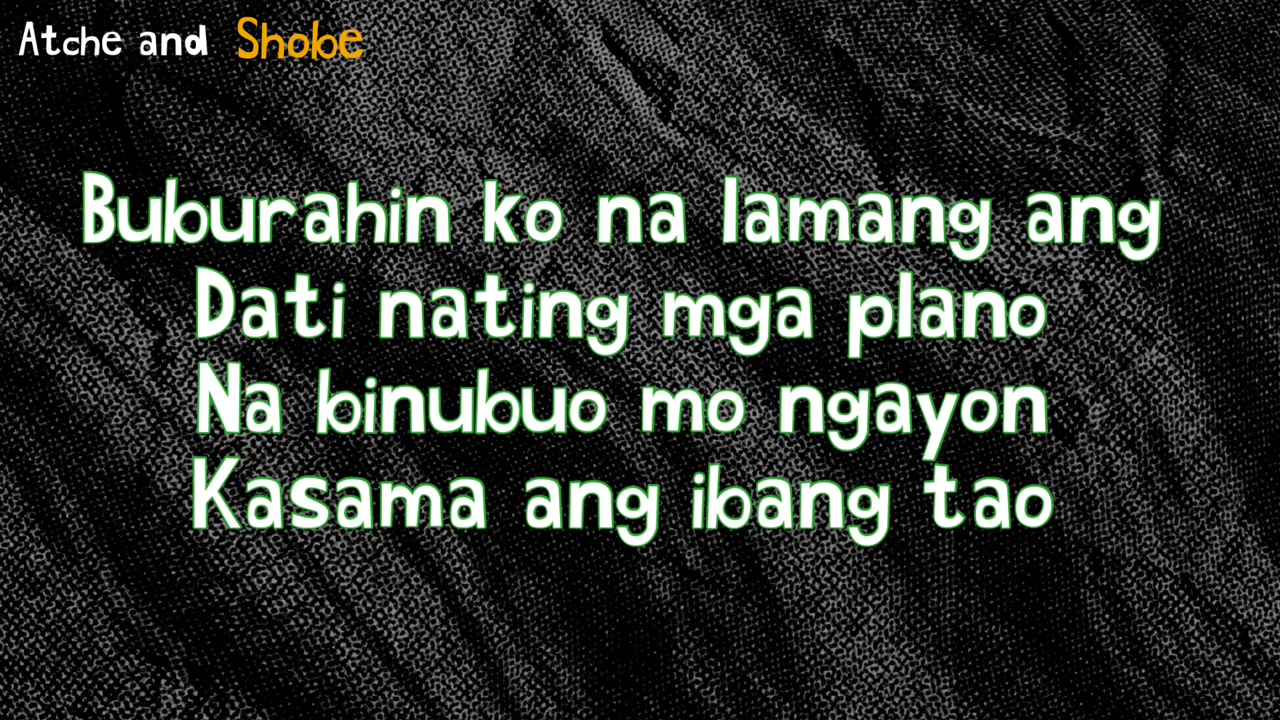 Atche and Shobe
Buburahin ko na lamang ang
Dati nating mga plano
Na binubuo mo ngayon
Kasama ang ibang tao